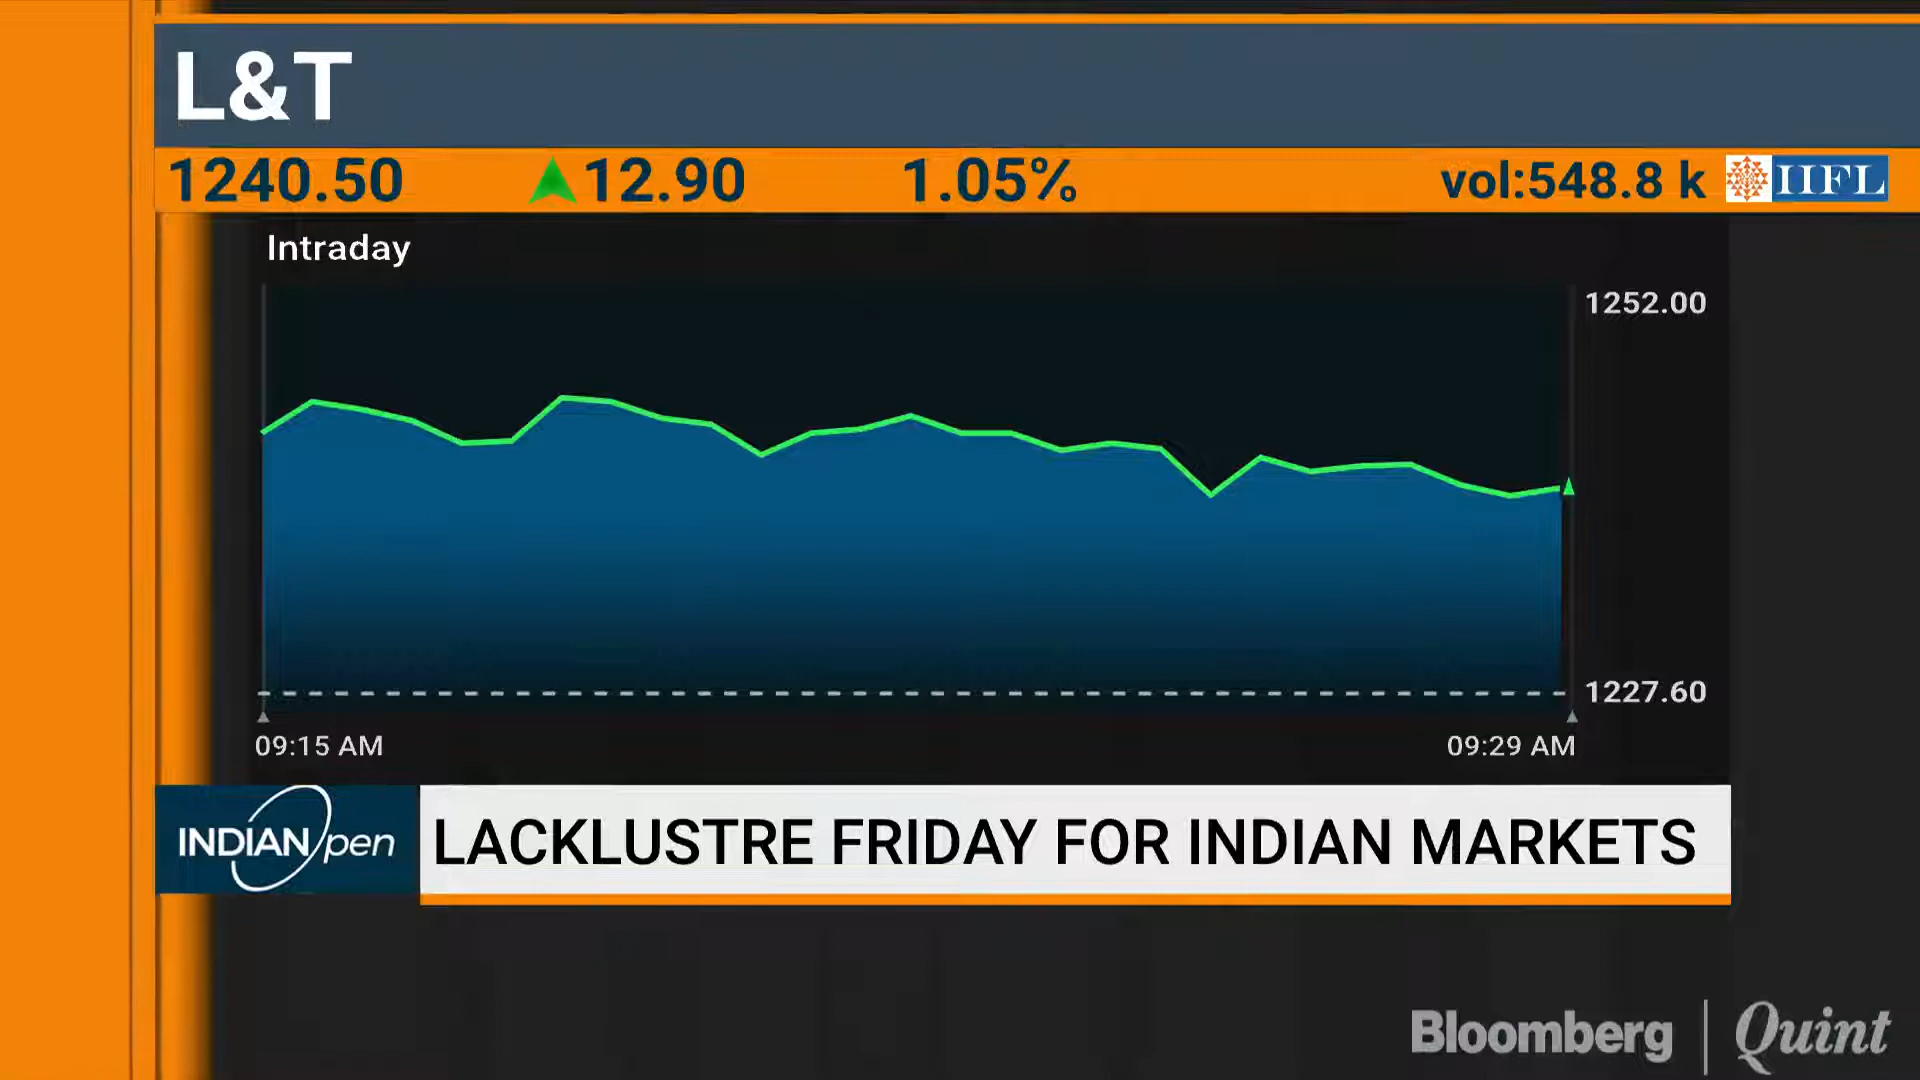 L&T
1240.50 ▲ 12.90 1.05% vol:548.8 k IIFL
Intraday
1252.00
1227.60
09:15 AM 09:29 AM
INDIAN Open
LACKLUSTRE FRIDAY FOR INDIAN MARKETS
Bloomberg | Quint